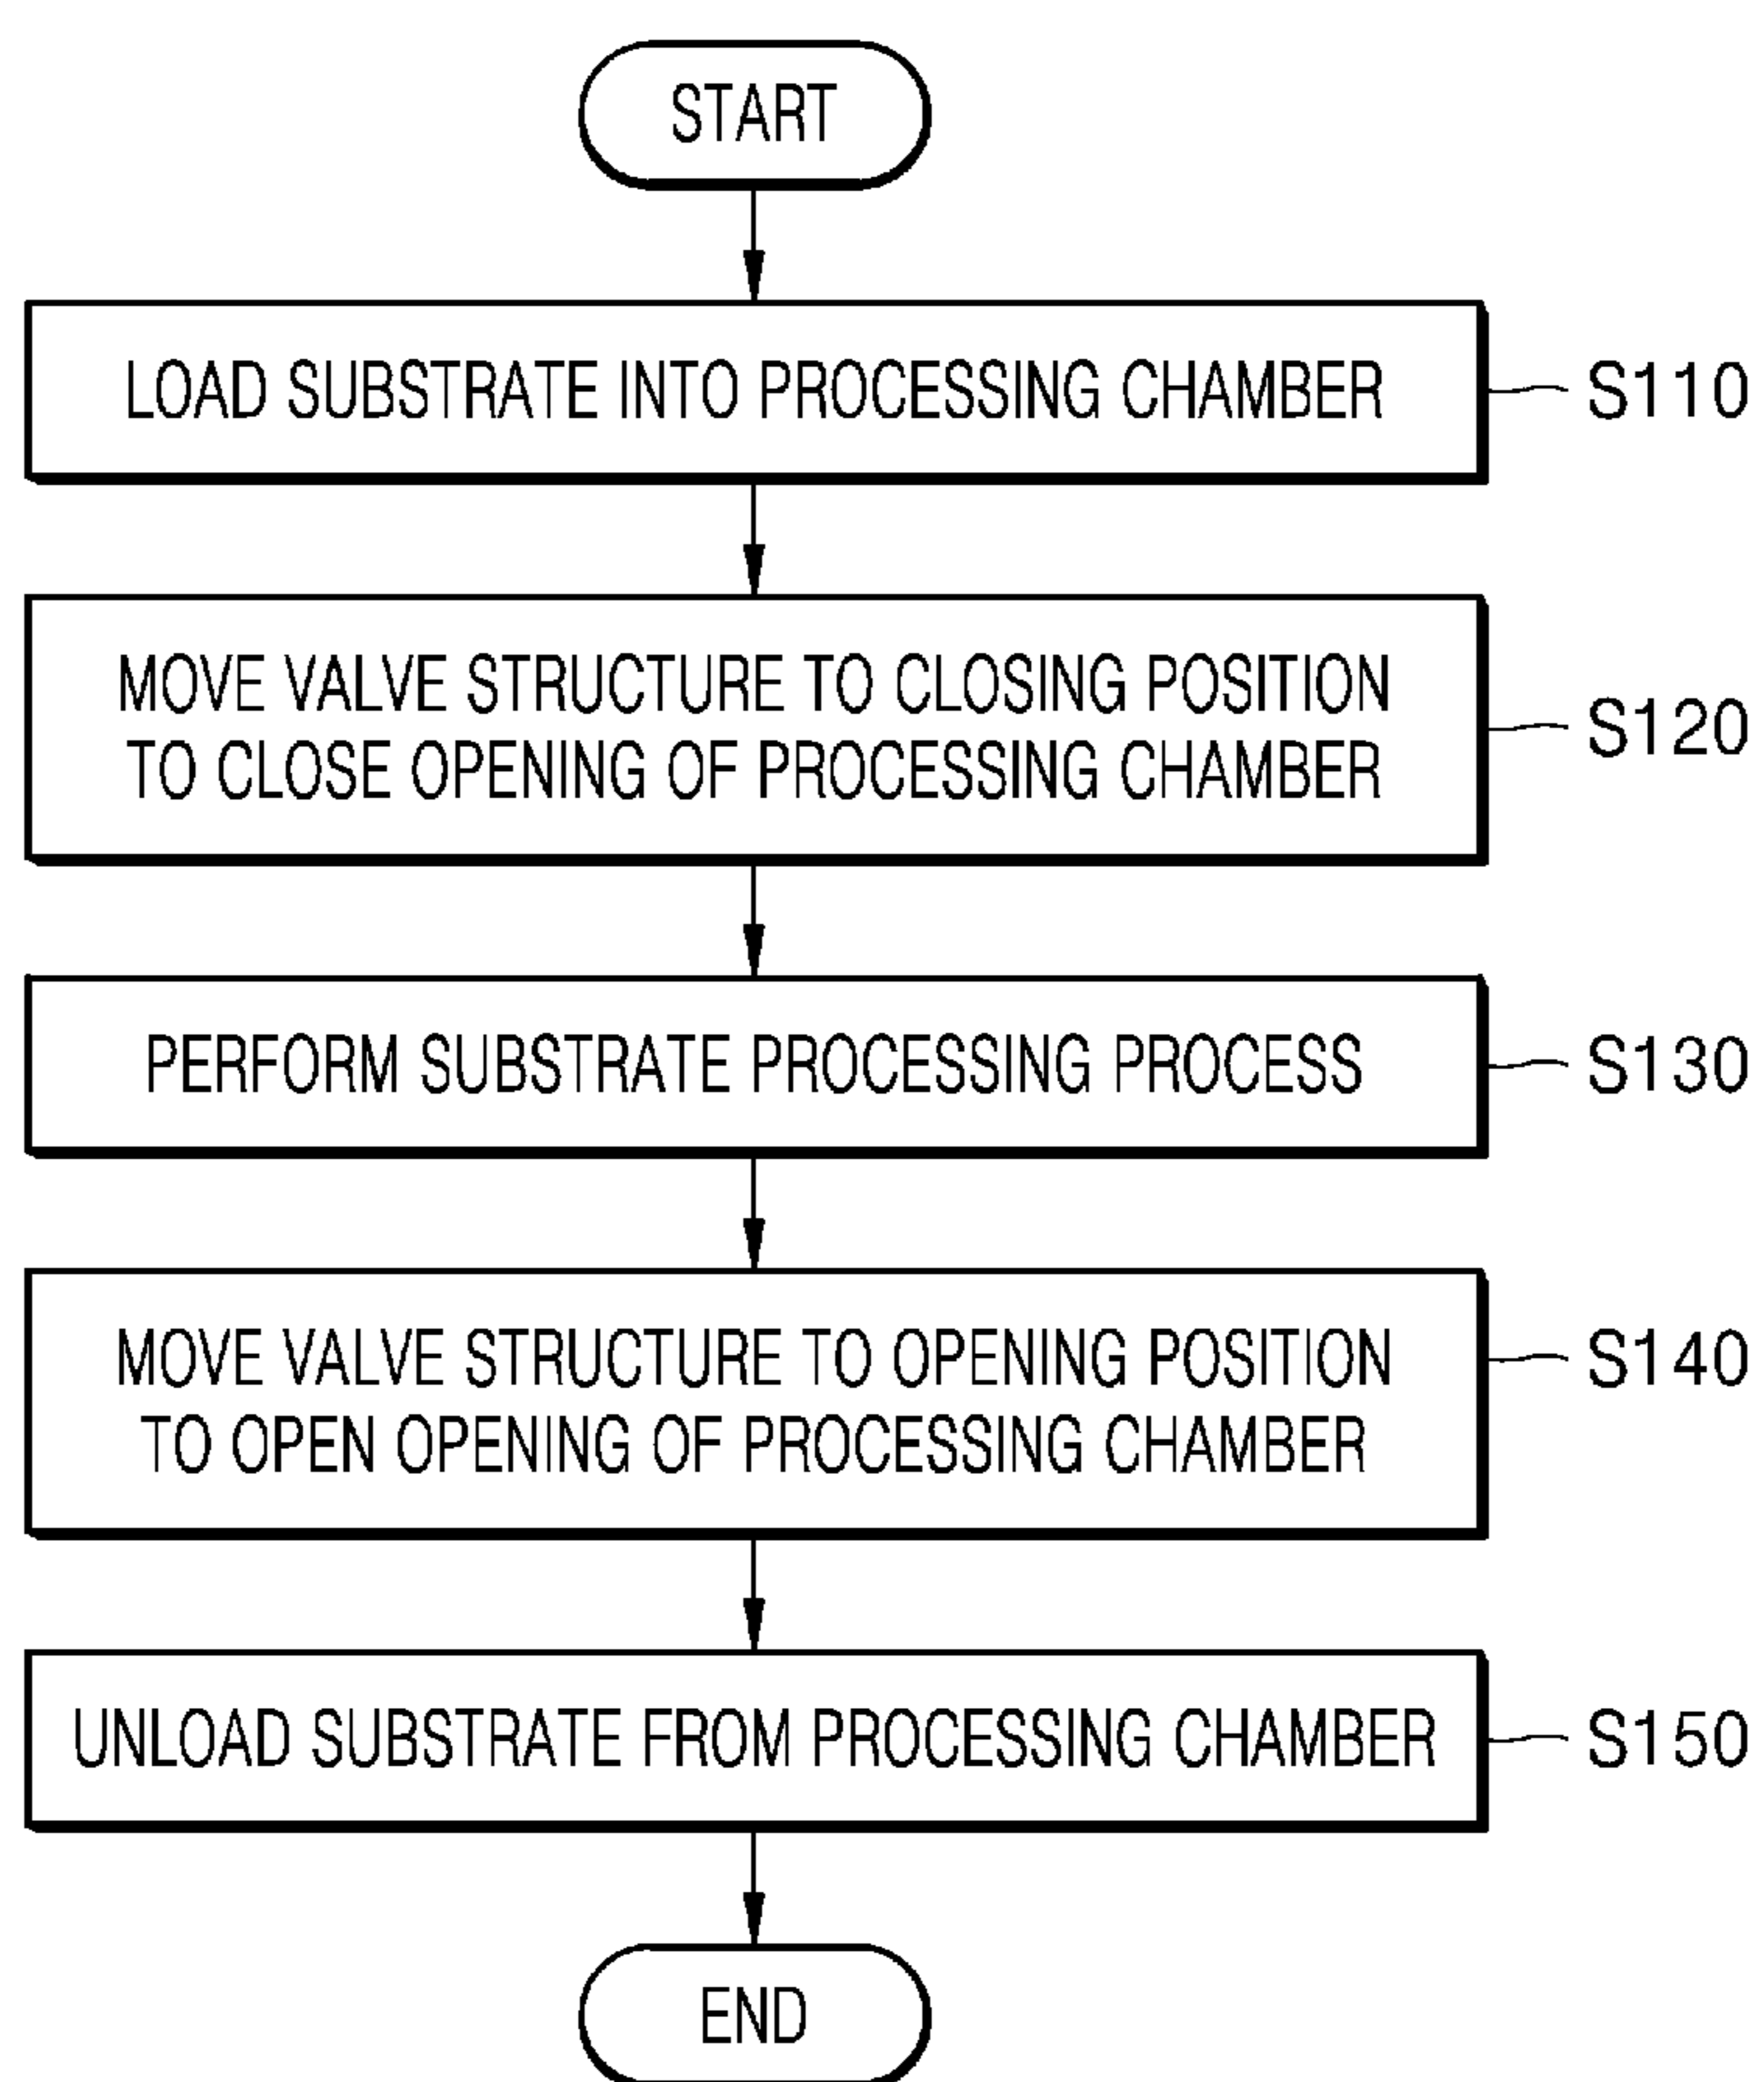 START
LOAD SUBSTRATE INTO PROCESSING CHAMBER
S110
MOVE VALVE STRUCTURE TO CLOSING POSITION
TO CLOSE OPENING OF PROCESSING CHAMBER
S120
PERFORM SUBSTRATE PROCESSING PROCESS
S130
MOVE VALVE STRUCTURE TO OPENING POSITION
TO OPEN OPENING OF PROCESSING CHAMBER
S140
UNLOAD SUBSTRATE FROM PROCESSING CHAMBER
S150
END